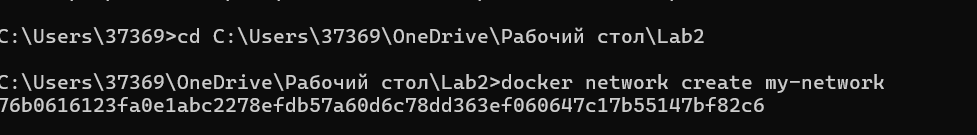 C:\Users\37369>cd C:\Users\37369\OneDrive\Рабочий стол\Lab2
C:\Users\37369\OneDrive\Рабочий стол\Lab2>docker network create my-network
76b0616123fa0e1abc2278efdb57a60d6c78dd363ef060647c17b55147bf82c6